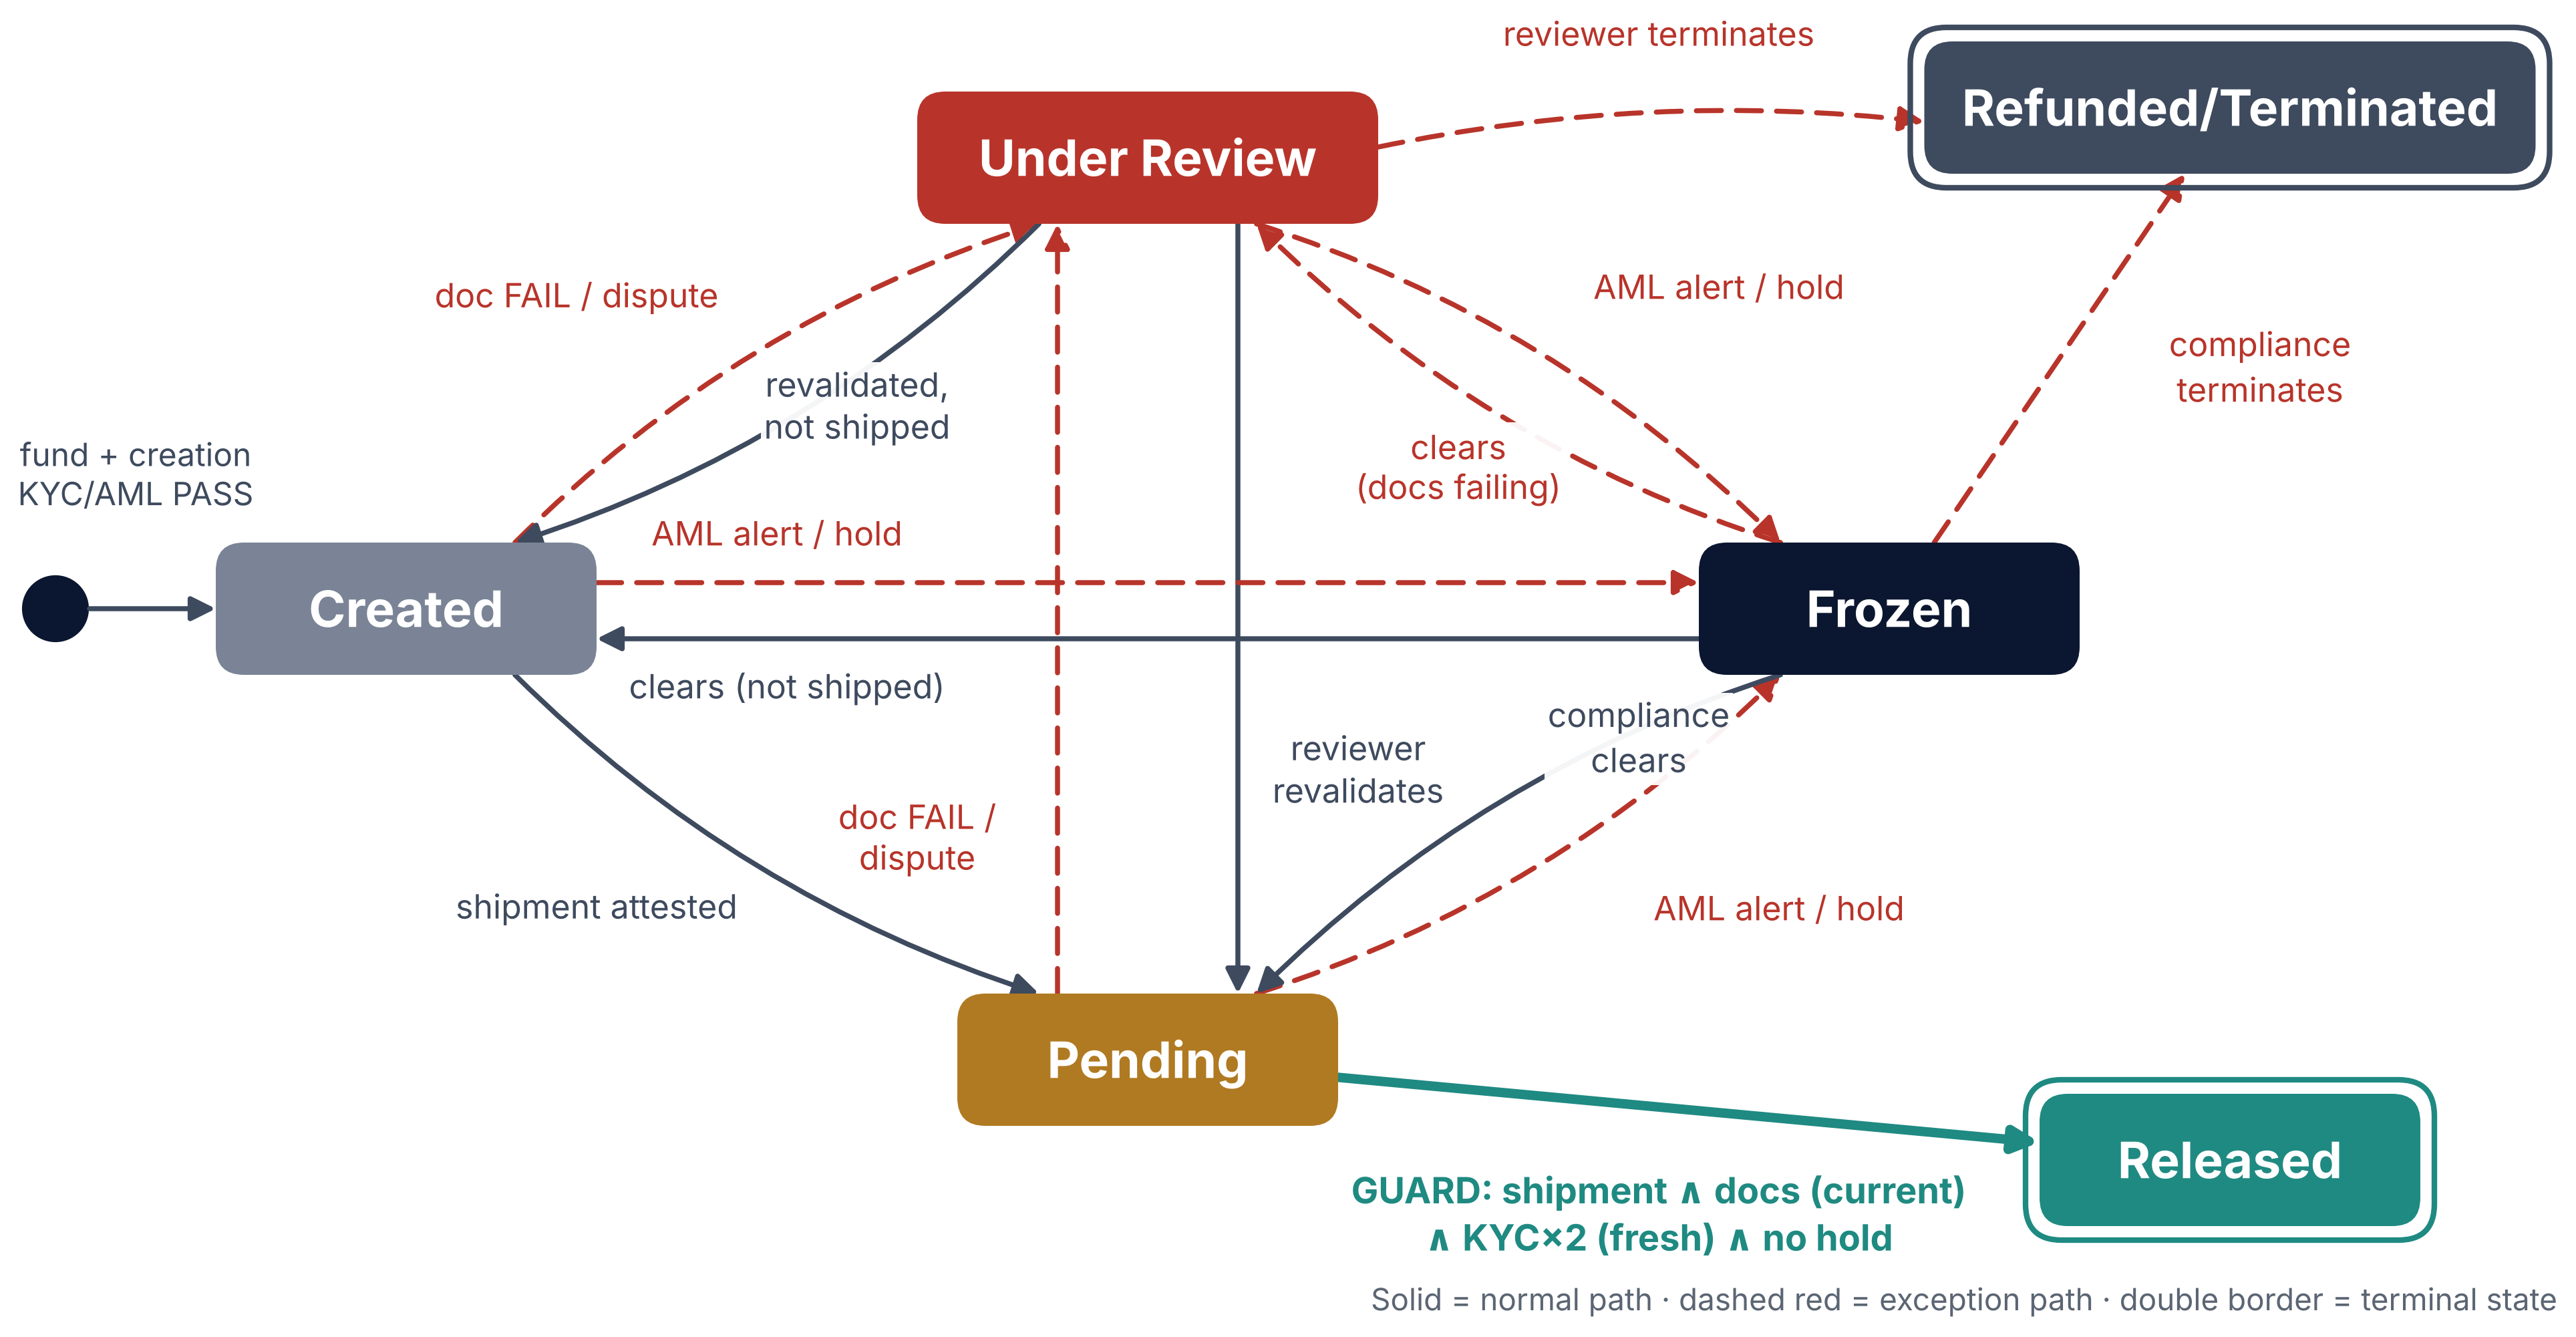 reviewer terminates
Refunded/Terminated
Under Review
doc FAIL / dispute
AML alert / hold
compliance
terminates
revalidated,
not shipped
clears
(docs failing)
fund + creation
KYC/AML PASS
AML alert / hold
Created
Frozen
clears (not shipped)
compliance
clears
reviewer
revalidates
doc FAIL /
dispute
shipment attested
AML alert / hold
Pending
Released
GUARD: shipment ∧ docs (current)
∧ KYC×2 (fresh) ∧ no hold
Solid = normal path · dashed red = exception path · double border = terminal state